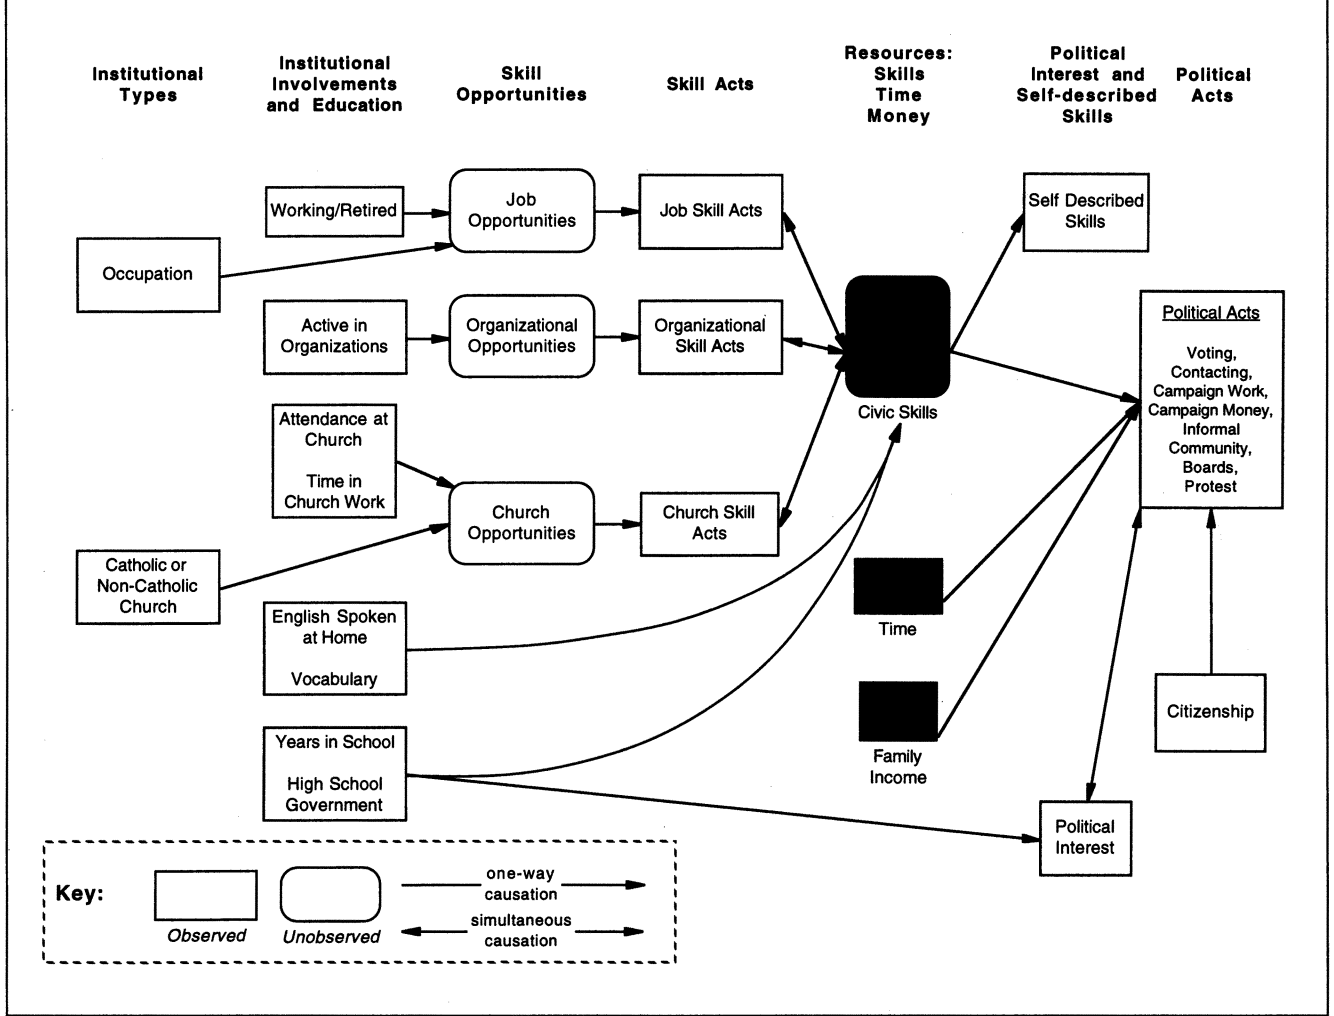 Institutional
Types
Institutional
Involvements
and Education
Skill
Opportunities
Skill Acts
Resources:
Skills
Time
Money
Political
Interest and
Self-described
Skills
Political
Acts
Working/Retired
Job
Opportunities
Job Skill Acts
Self Described
Skills
Occupation
Active in
Organizations
Organizational
Opportunities
Organizational
Skill Acts
Civic Skills
Political Acts
Voting,
Contacting,
Campaign Work,
Campaign Money,
Informal
Community,
Boards,
Protest
Attendance at
Church
Time in
Church Work
Church
Opportunities
Church Skill
Acts
Catholic or
Non-Catholic
Church
English Spoken
at Home
Vocabulary
Time
Years in School
High School
Government
Family
Income
Citizenship
Political
Interest
Key:
Observed
Unobserved
one-way
causation
simultaneous
causation